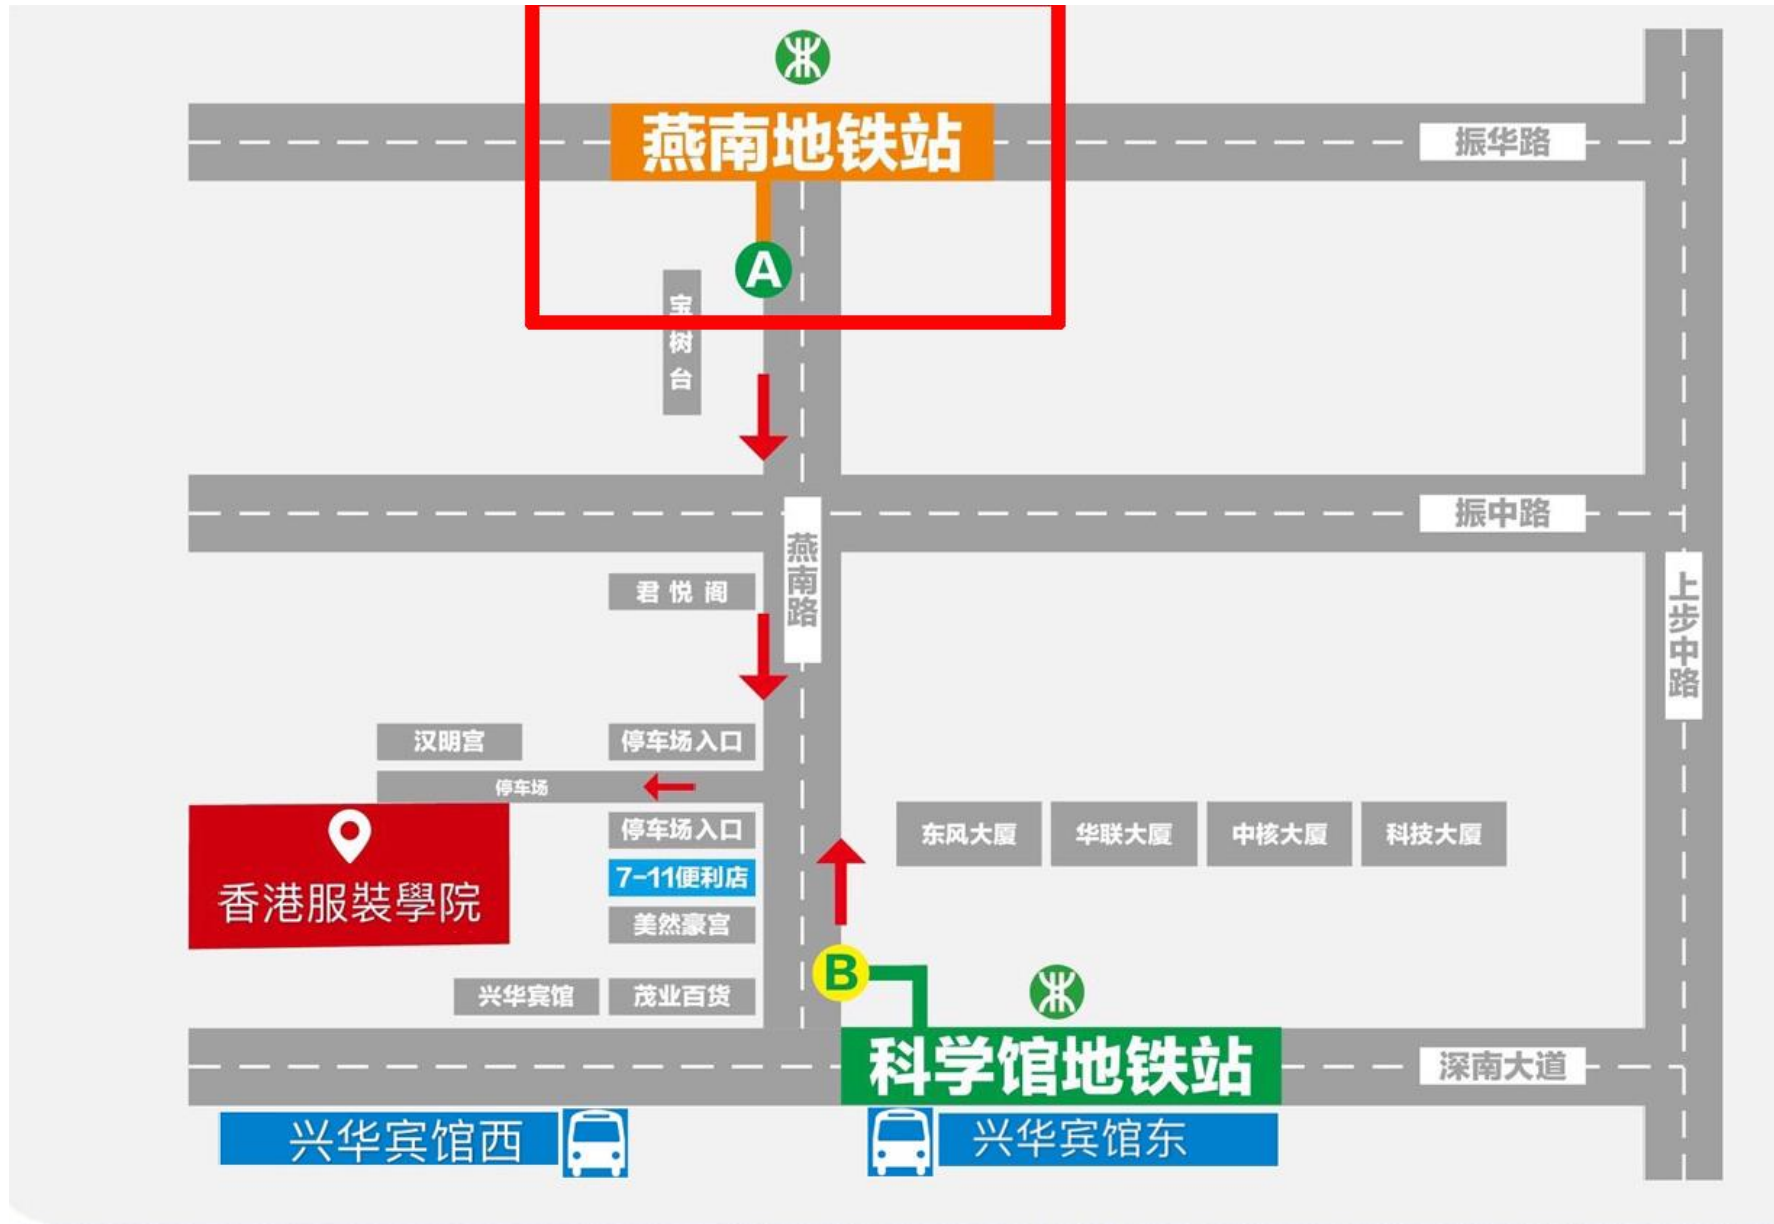 燕南地铁站
振华路
A
宝树台
振中路
燕南路
君悦阁
上步中路
汉明宫
停车场入口
停车场
香港服裝學院
停车场入口
7-11便利店
美然豪宫
东风大厦
华联大厦
中核大厦
科技大厦
B
兴华宾馆
茂业百货
科学馆地铁站
深南大道
兴华宾馆西
兴华宾馆东